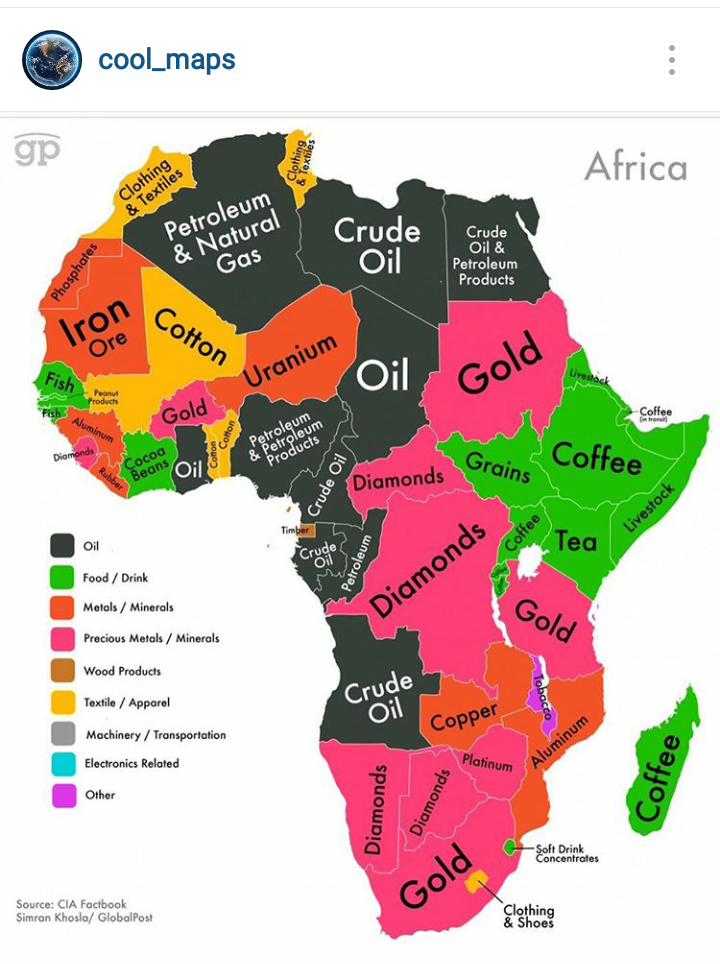 cool_maps
gp
Africa
Clothing
& Textiles
Clothing
& Textiles
Petroleum
& Natural
Gas
Crude
Oil
Crude
Oil &
Petroleum
Products
Phosphates
Iron
Ore
Cotton
Uranium
Oil
Gold
Livestock
Coffee
(in transit)
Fish
Peanut
Products
Fish
Gold
Aluminum
Diamonds
Rubber
Cocoa
Beans
Oil
Cotton
Cotton
Petroleum
& Petroleum
Products
Crude Oil
Diamonds
Grains
Coffee
Livestock
Timber
Crude
Oil
Petroleum
Diamonds
Coffee
Tea
Gold
Oil
Food / Drink
Metals / Minerals
Precious Metals / Minerals
Wood Products
Textile / Apparel
Machinery / Transportation
Electronics Related
Other
Crude
Oil
Copper
Tobacco
Aluminum
Diamonds
Diamonds
Platinum
Coffee
Gold
Soft Drink
Concentrates
Clothing
& Shoes
Source: CIA Factbook
Simran Khosla/ GlobalPost